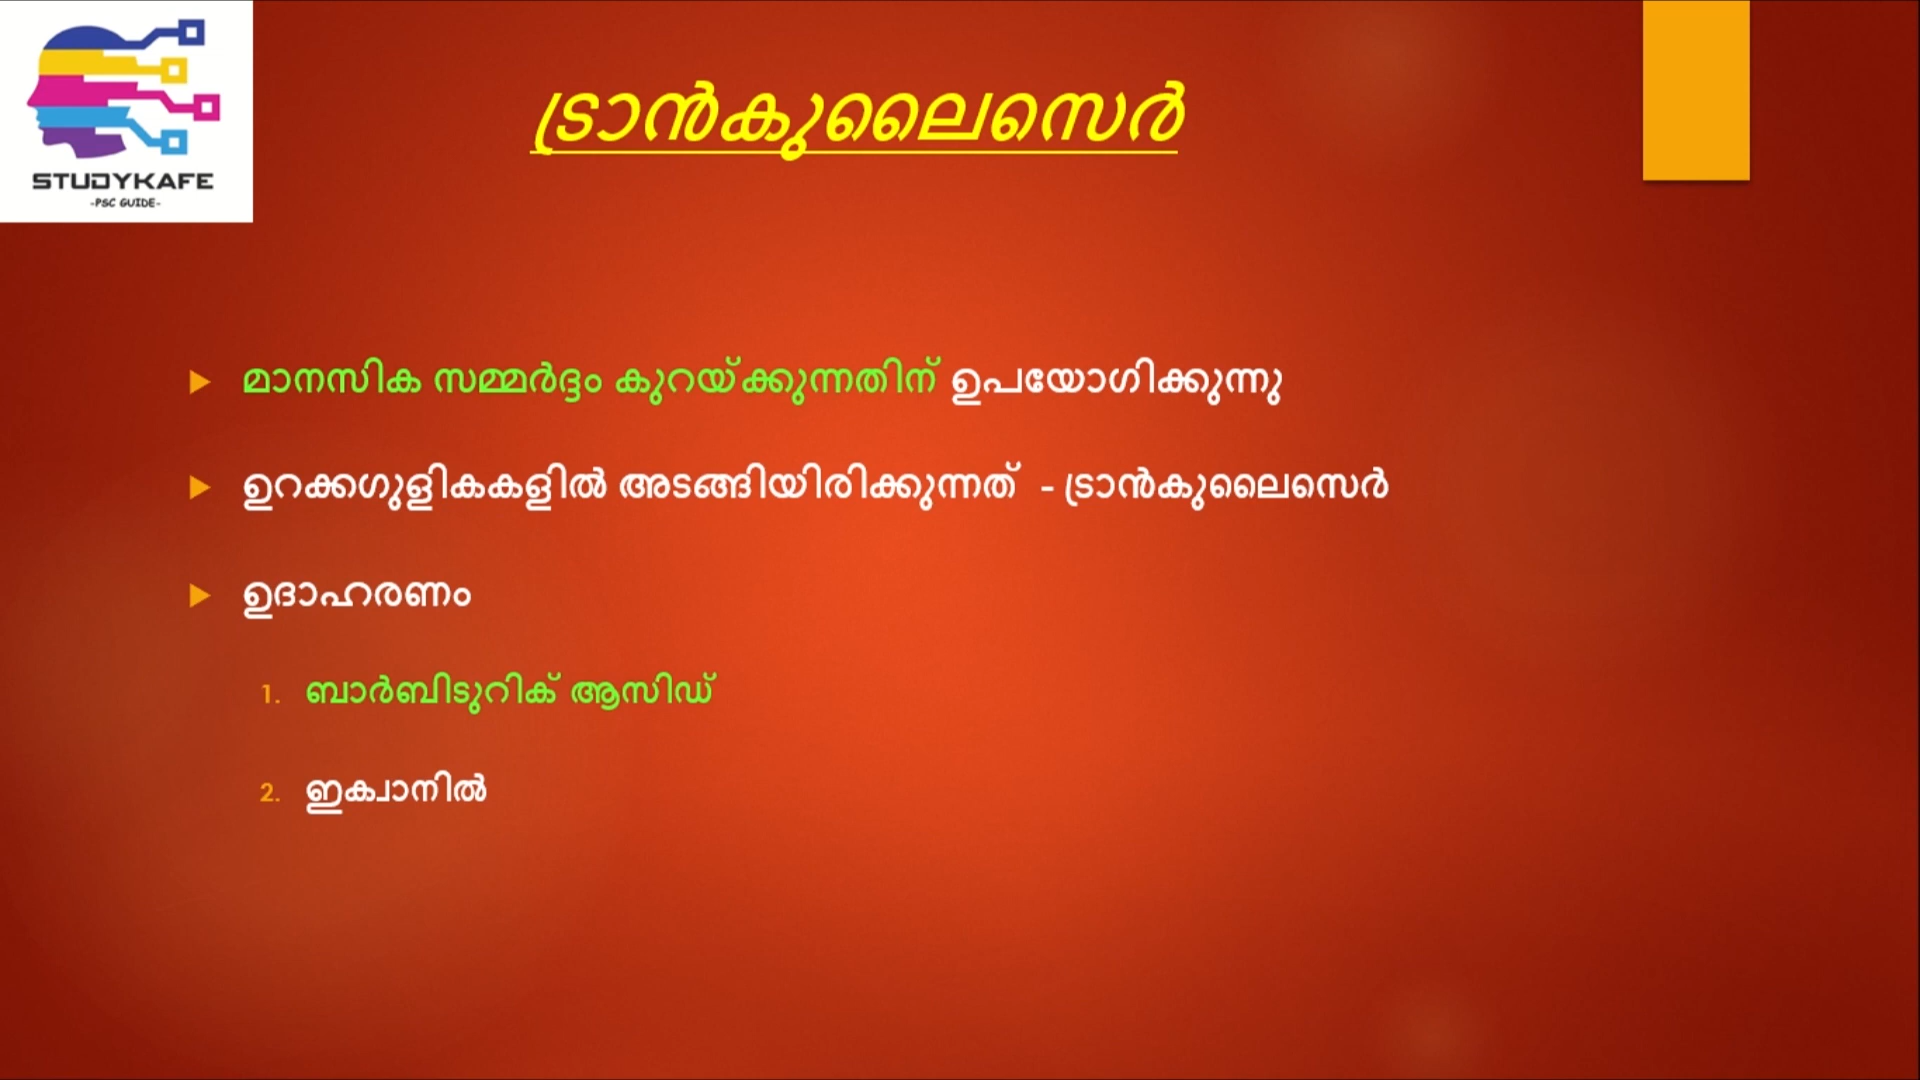 STUDYKAFE
-PSC GUIDE-
ട്രാൻകുലൈസെർ
മാനസിക സമ്മർദ്ദം കുറയ്ക്കുന്നതിന് ഉപയോഗിക്കുന്നു
ഉറക്കഗുളികകളിൽ അടങ്ങിയിരിക്കുന്നത് - ട്രാൻകുലൈസെർ
ഉദാഹരണം
1. ബാർബിടുറിക് ആസിഡ്
2. ഇക്വാനിൽ